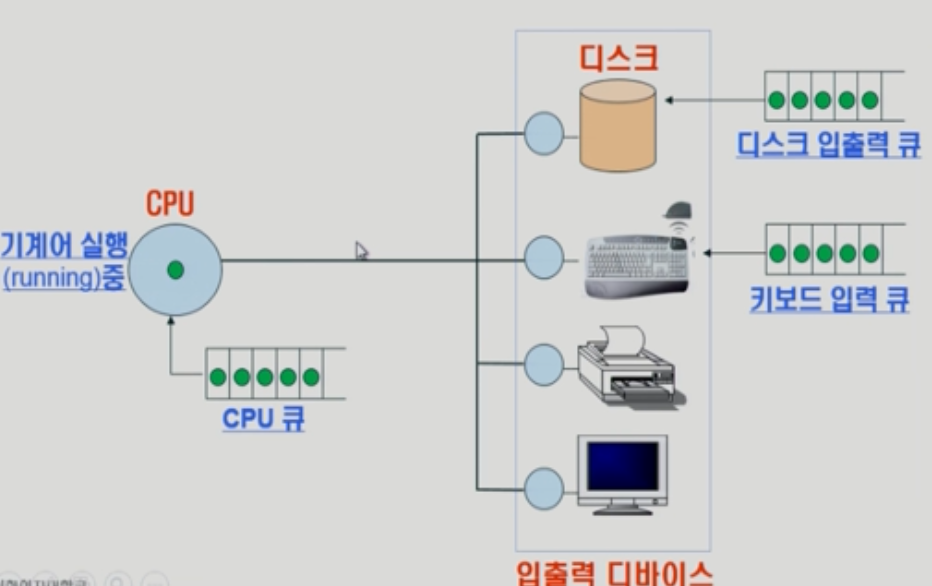 디스크
디스크 입출력 큐
CPU
기계어 실행
(running)중
키보드 입력 큐
CPU 큐
입출력 디바이스